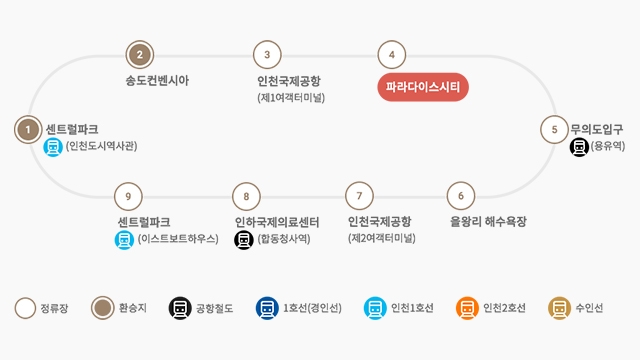 2
송도컨벤시아
3
인천국제공항
(제1여객터미널)
4
파라다이스시티
1
센트럴파크
(인천도시역사관)
5
무의도입구
(용유역)
9
센트럴파크
(이스트보트하우스)
8
인하국제의료센터
(합동청사역)
7
인천국제공항
(제2여객터미널)
6
을왕리 해수욕장
정류장
환승지
공항철도
1호선(경인선)
인천1호선
인천2호선
수인선